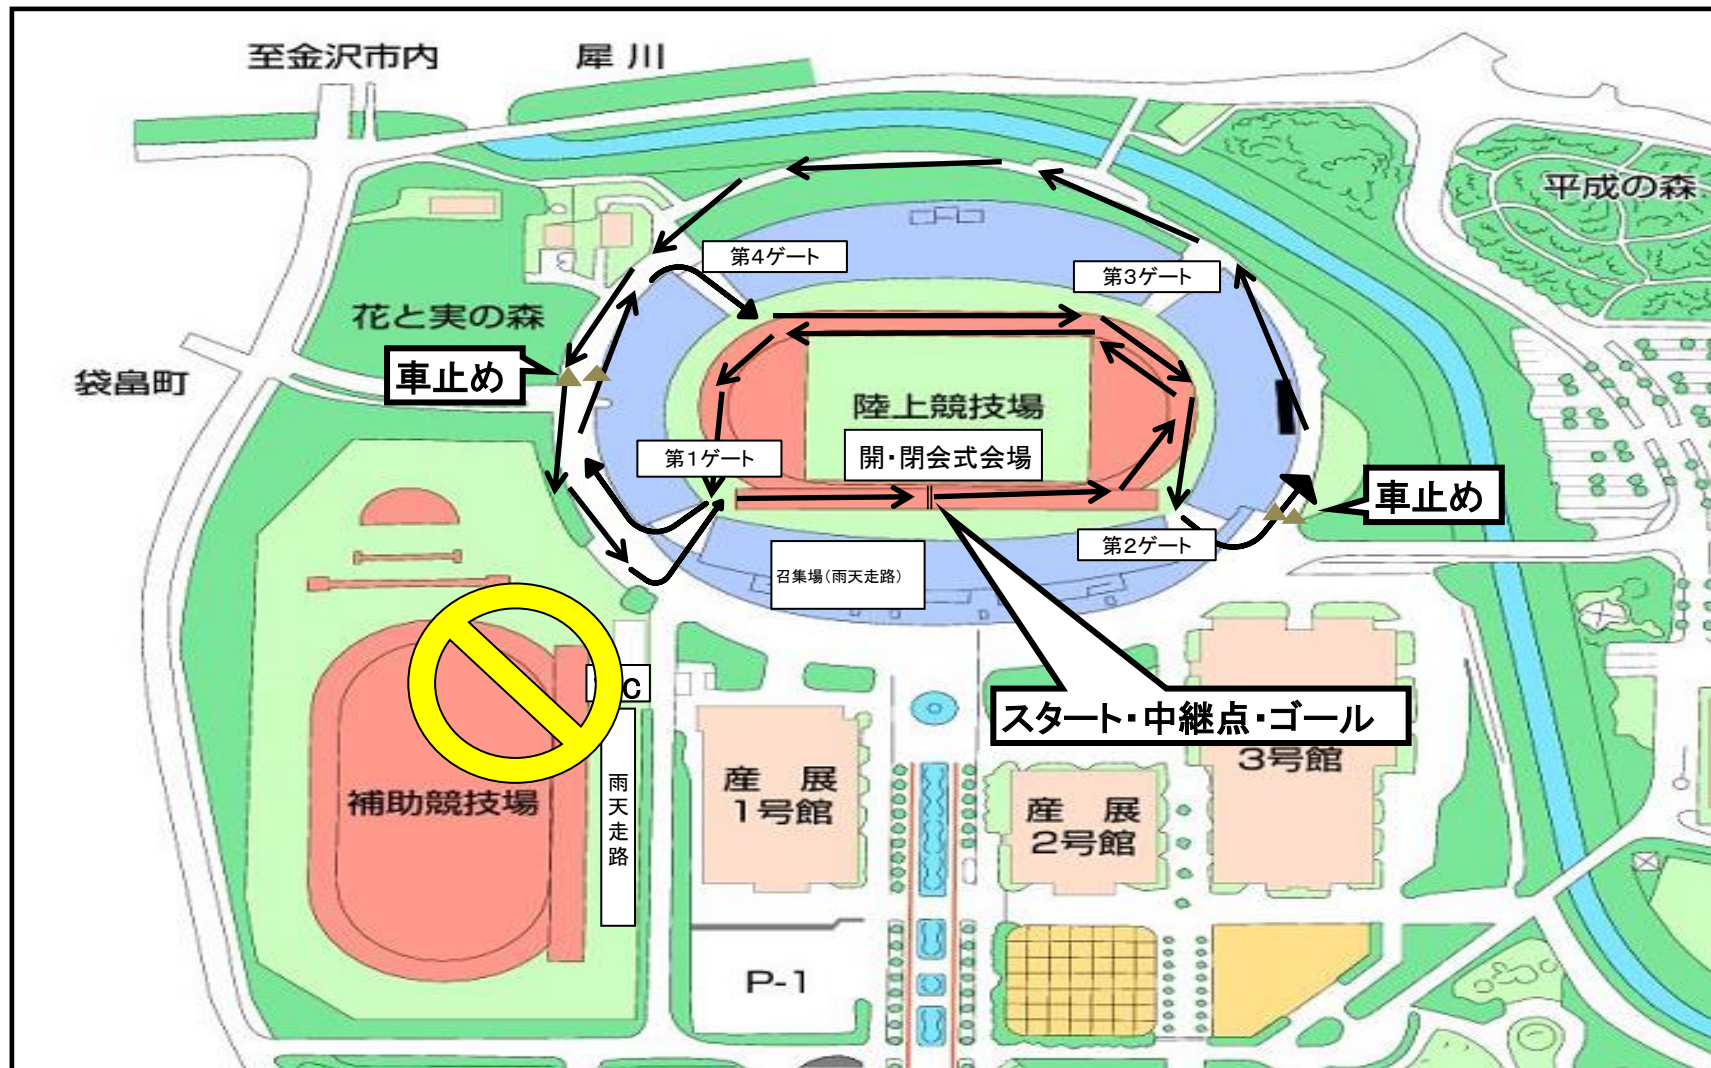 至金沢市内
犀川
平成の森
第4ゲート
第3ゲート
花と実の森
車止め
袋畠町
陸上競技場
開・閉会式会場
第1ゲート
車止め
第2ゲート
召集場(雨天走路)
C
スタート・中継点・ゴール
3号館
産 展
1号館
雨天走路
補助競技場
産 展
2号館
P-1